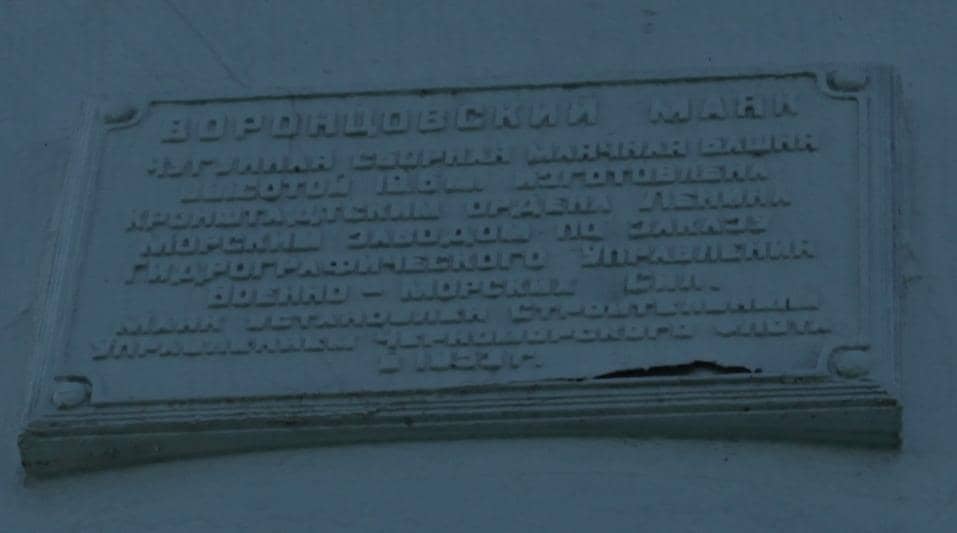 ВОРОНЦОВСКИЙ МАЯК
ЧУГУННАЯ СБОРНАЯ МАЯЧНАЯ БАШНЯ
ВЫСОТОЙ ИЗГОТОВЛЕНА
КРОНШТАДТСКИМ ОРДЕНА ЛЕНИНА
МОРСКИМ ЗАВОДОМ ПО ЗАКАЗУ
ГИДРОГРАФИЧЕСКОГО УПРАВЛЕНИЯ
ВОЕННО - МОРСКИХ СИЛ.
МАЯК УСТАНОВЛЕН СТРОИТЕЛЬНЫМ
УПРАВЛЕНИЕМ ЧЕРНОМОРСКОГО ФЛОТА
В Г.